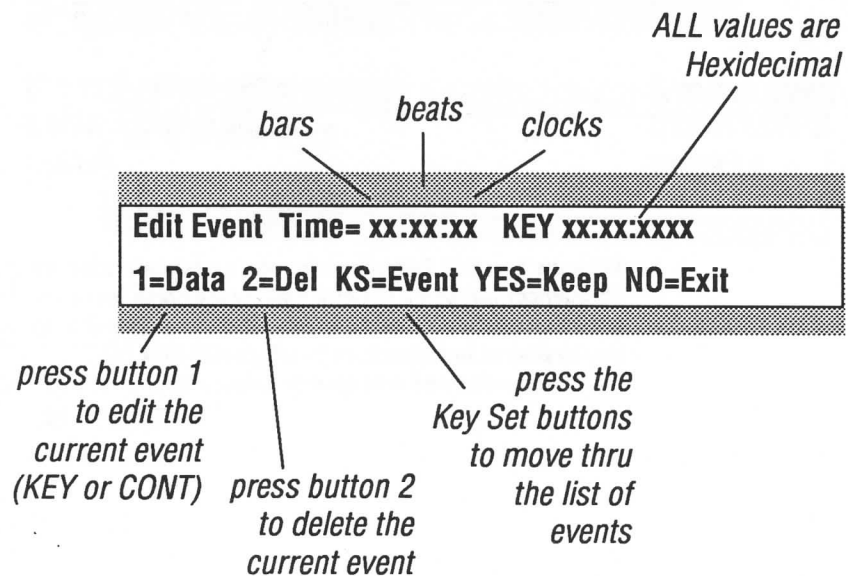 ALL values are
Hexidecimal
bars
beats
clocks
Edit Event Time= xx:xx:xx KEY xx:xx:xxxx
1=Data 2=Del KS=Event YES=Keep NO=Exit
press button 1
to edit the
current event
(KEY or CONT)
press button 2
to delete the
current event
press the
Key Set buttons
to move thru
the list of
events